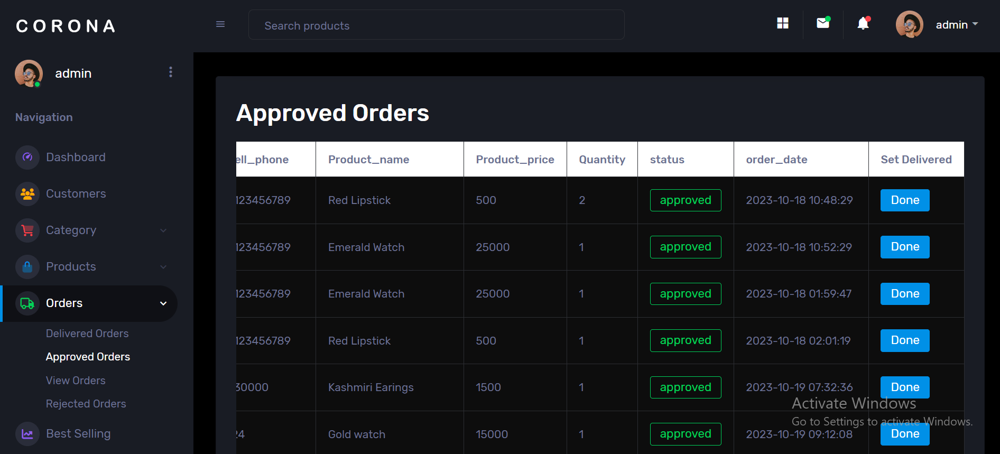 CORONA
Search products
admin
admin
Navigation
Dashboard
Customers
Category
Products
Orders
Delivered Orders
Approved Orders
View Orders
Rejected Orders
Best Selling
Approved Orders
ell_phone Product_name Product_price Quantity status order_date Set Delivered
123456789 Red Lipstick 500 2 approved 2023-10-18 10:48:29 Done
123456789 Emerald Watch 25000 1 approved 2023-10-18 10:52:29 Done
123456789 Emerald Watch 25000 1 approved 2023-10-18 01:59:47 Done
123456789 Red Lipstick 500 1 approved 2023-10-18 02:01:19 Done
30000 Kashmiri Earings 1500 1 approved 2023-10-19 07:32:36 Done
24 Gold watch 15000 1 approved 2023-10-19 09:12:08 Done
Activate Windows
Go to Settings to activate Windows.